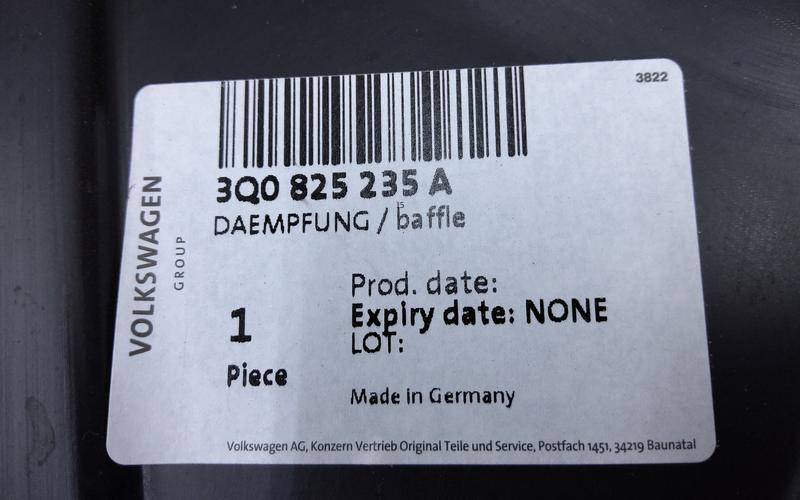 3822
3Q0 825 235 A
DAEMPFUNG / baffle
VOLKSWAGEN
GROUP
Prod. date:
Expiry date: NONE
LOT:
1
Piece
Made in Germany
Volkswagen AG, Konzern Vertrieb Original Teile und Service, Postfach 1451, 34219 Baunatal